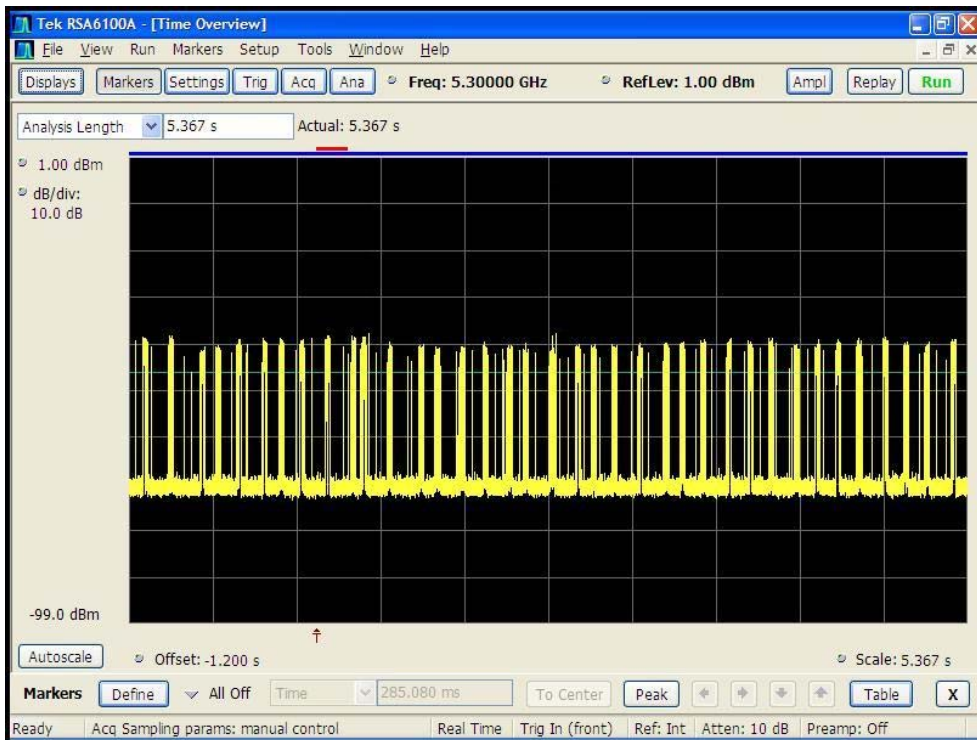 Tek RSA6100A - [Time Overview]
File View Run Markers Setup Tools Window Help
Displays Markers Settings Trig Acq Ana Freq: 5.30000 GHz RefLev: 1.00 dBm Ampl Replay Run
Analysis Length 5.367 s Actual: 5.367 s
1.00 dBm
dB/div:
10.0 dB
-99.0 dBm
Autoscale Offset: -1.200 s Scale: 5.367 s
Markers Define All Off Time 285.080 ms To Center Peak Table X
Ready Acq Sampling params: manual control Real Time Trig In (front) Ref: Int Atten: 10 dB Preamp: Off